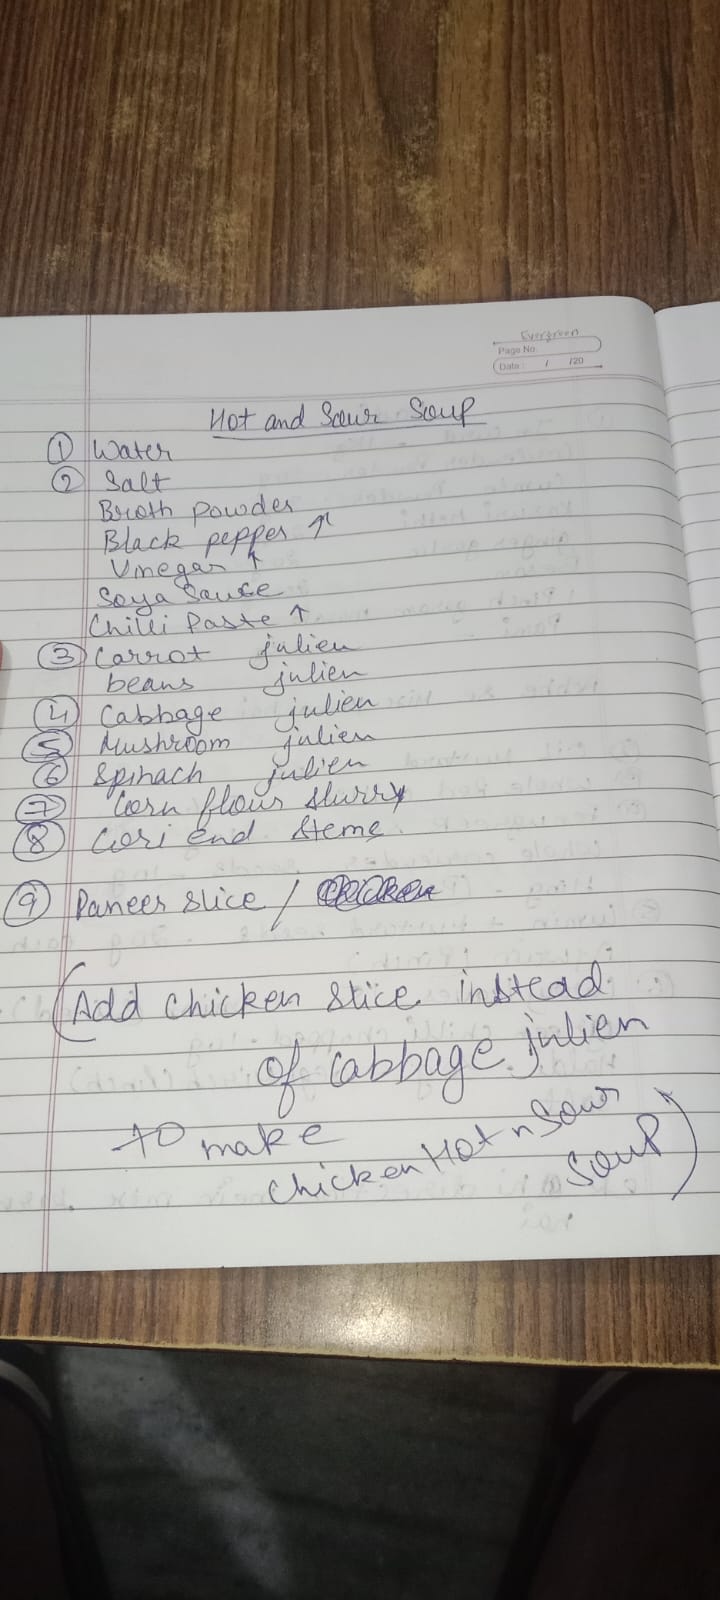 Evergreen
Page No.
Date : / /20
Hot and Sour Soup
① Water
② Salt
Broth powder
Black pepper ↑
Vinegar ↑
Soya Sauce
Chilli Paste ↑
③ Carrot julien
beans julien
④ Cabbage julien
⑤ Mushroom julien
⑥ Spinach julien
⑦ Corn flour slurry
⑧ Cori end steme
⑨ Paneer slice /
(Add chicken slice instead
of cabbage julien
to make
chicken Hot n Sour
Soup)